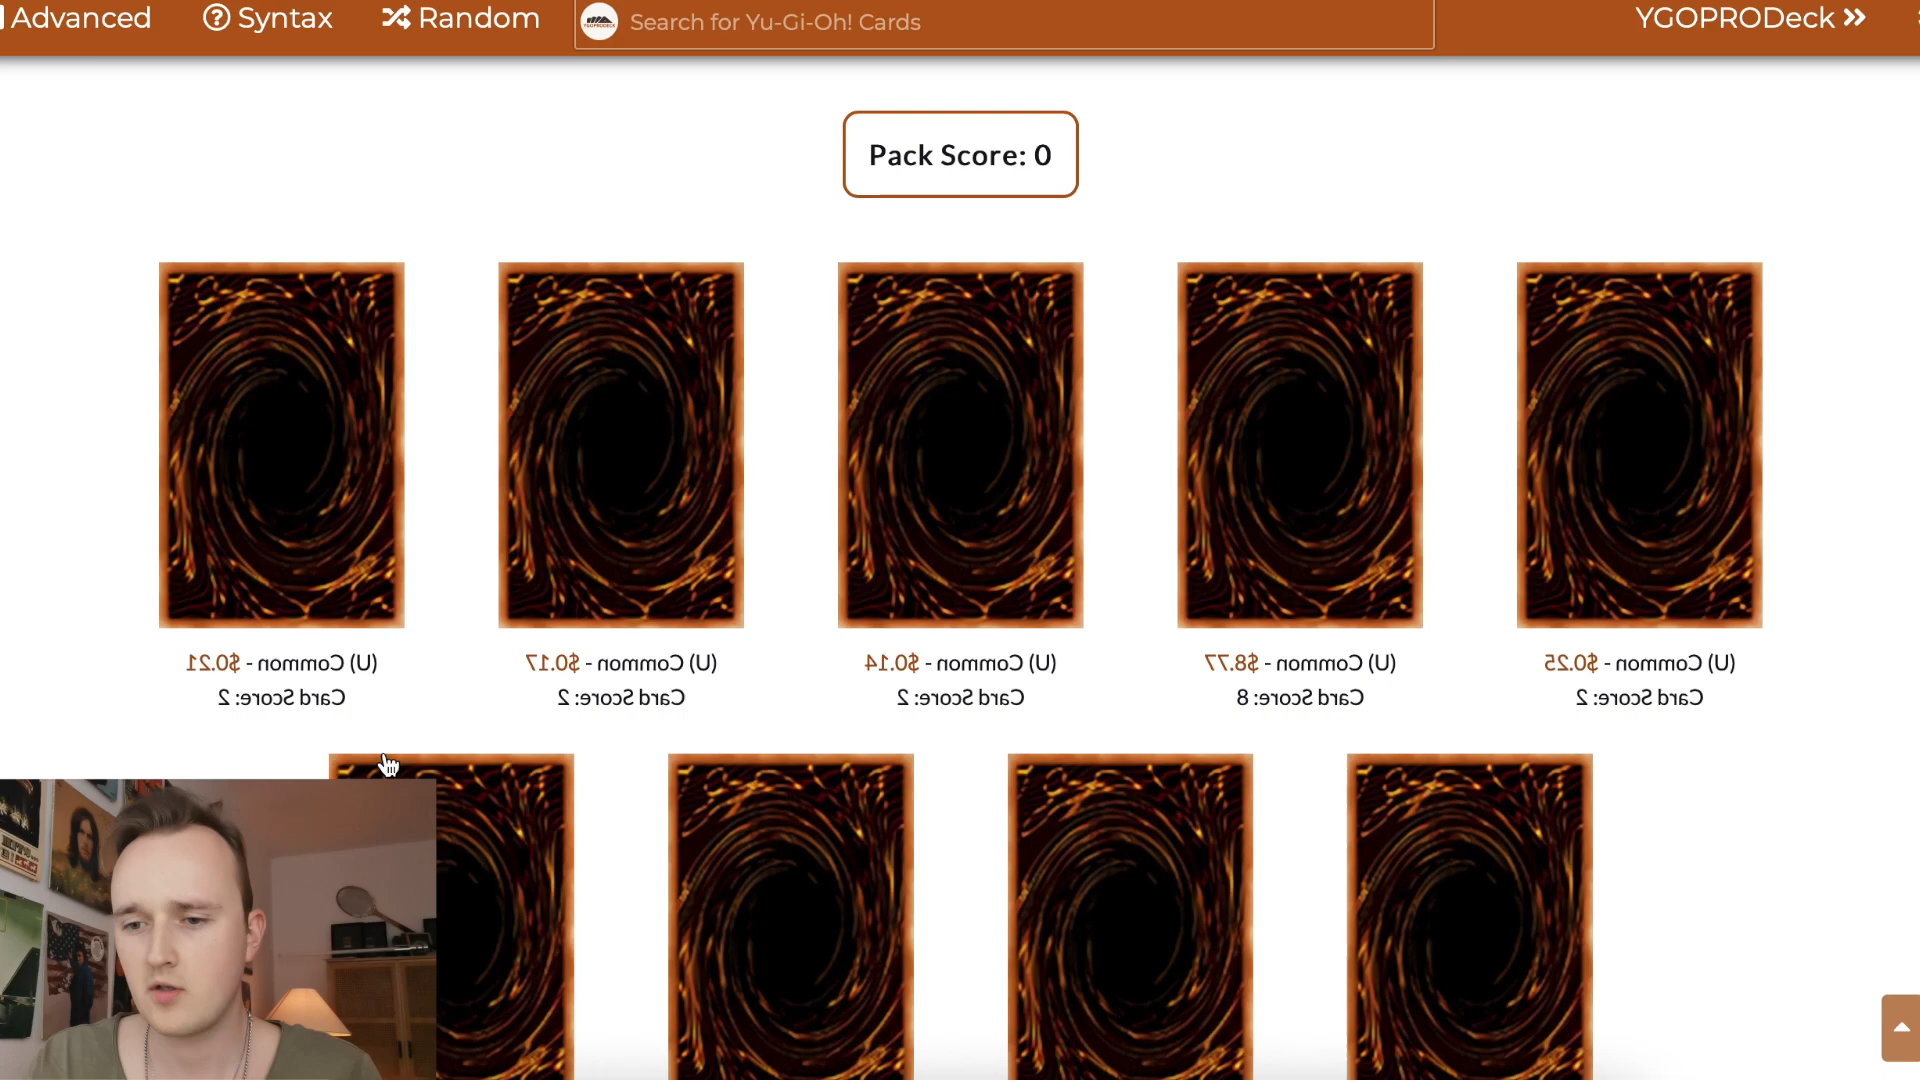 Advanced
Syntax
Random
Search for Yu-Gi-Oh! Cards
YGOPRODeck
Pack Score: 0
(U) Common - $0.21
Card Score: 2
(U) Common - $0.17
Card Score: 2
(U) Common - $0.14
Card Score: 2
(U) Common - $8.77
Card Score: 8
(U) Common - $0.25
Card Score: 2